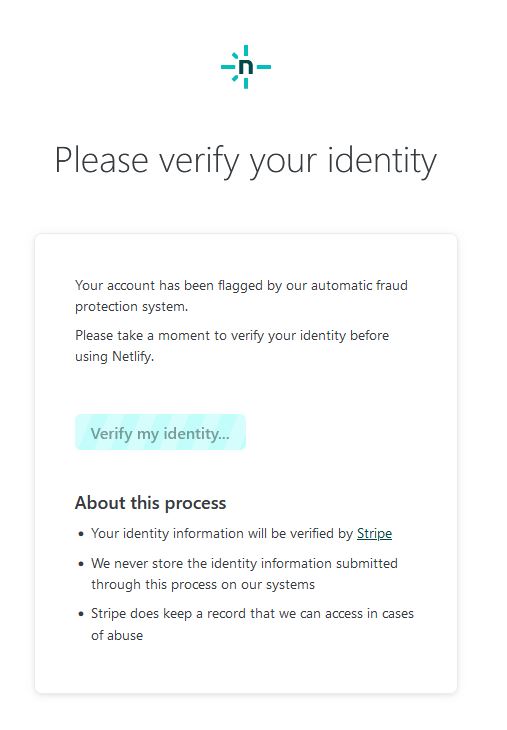 n
Please verify your identity
Your account has been flagged by our automatic fraud
protection system.
Please take a moment to verify your identity before
using Netlify.
Verify my identity...
About this process
• Your identity information will be verified by Stripe
• We never store the identity information submitted
through this process on our systems
• Stripe does keep a record that we can access in cases
of abuse